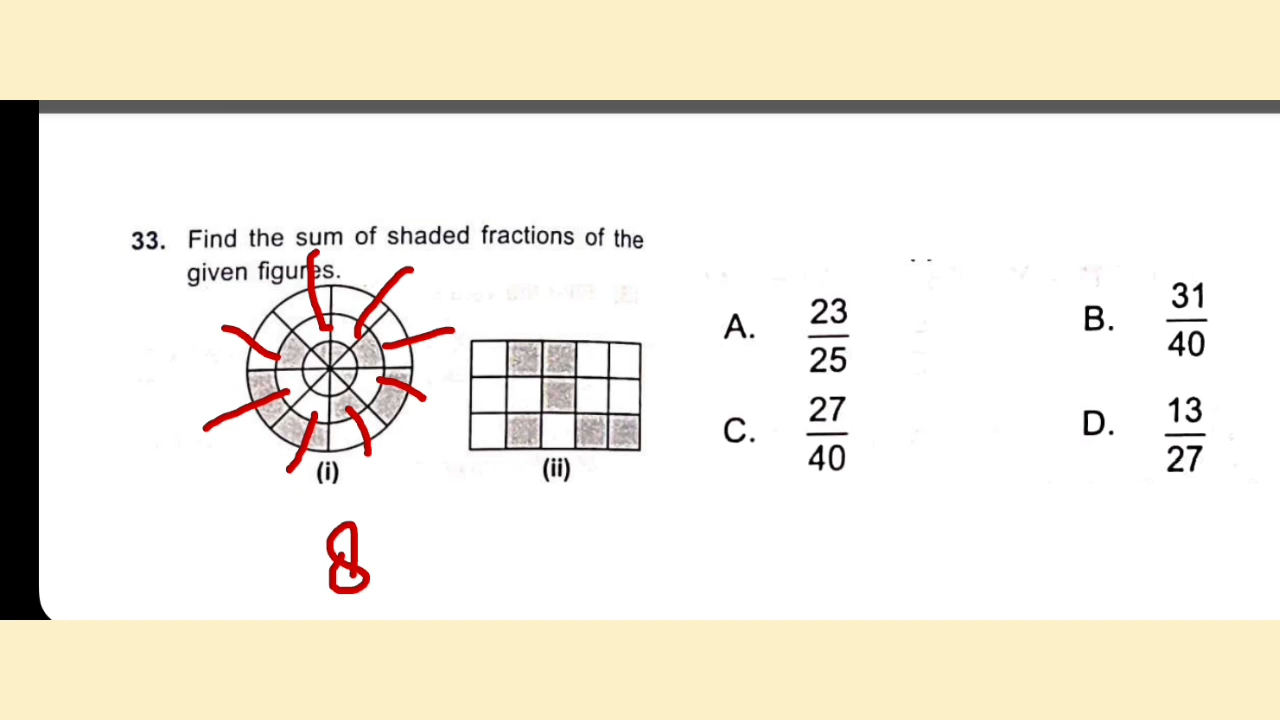 33. Find the sum of shaded fractions of the
given figures.
(i)
(ii)
A. 23/25
B. 31/40
C. 27/40
D. 13/27
8